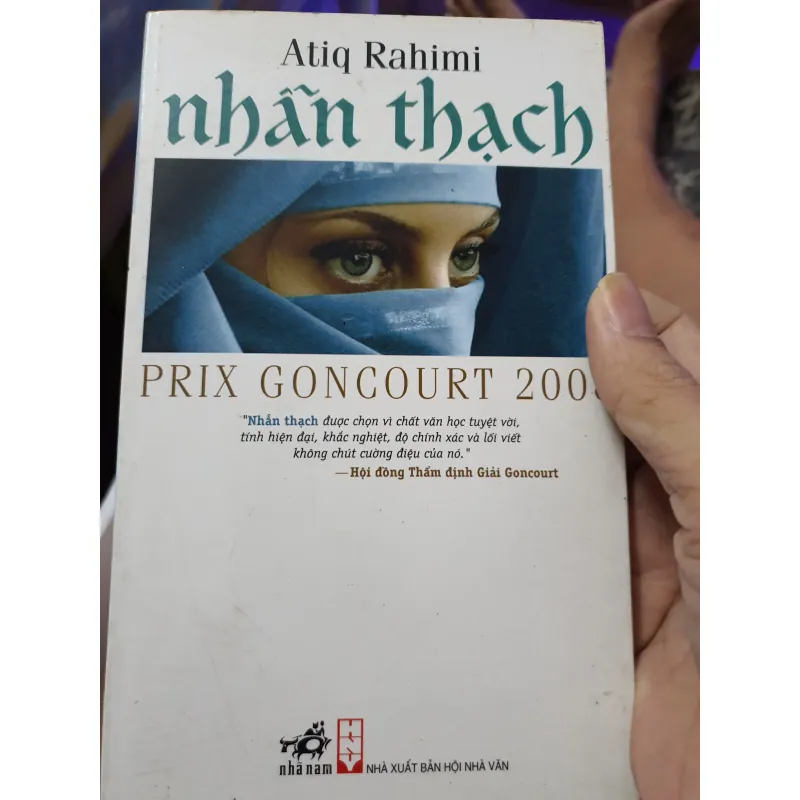 Atiq Rahimi
nhẫn thạch
PRIX GONCOURT 200
"Nhẫn thạch được chọn vì chất văn học tuyệt vời,
tính hiện đại, khắc nghiệt, độ chính xác và lối viết
không chút cường điệu của nó."
—Hội đồng Thẩm định Giải Goncourt
nhã nam
NHÀ XUẤT BẢN HỘI NHÀ VĂN